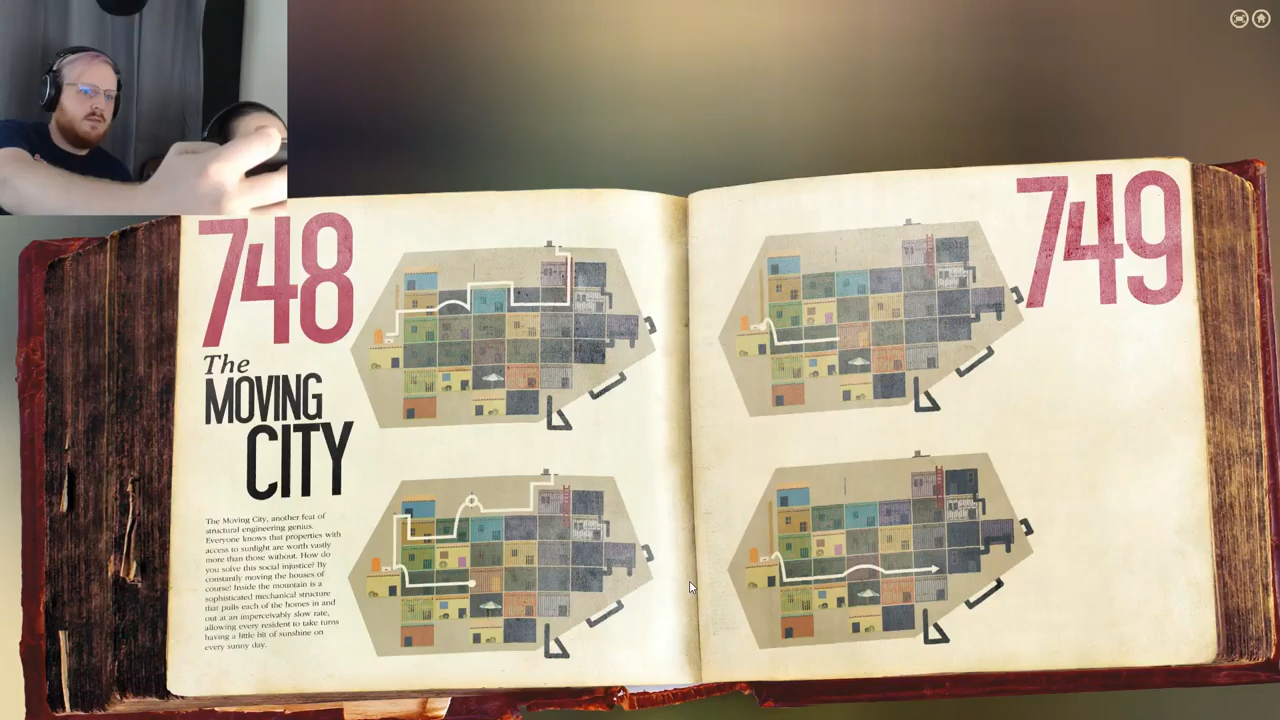 748
The
MOVING
CITY
The Moving City, another feat of
structural engineering genius.
Everyone knows that properties with
access to sunlight are worth vastly
more than those without. How do
you solve this social injustice? By
constantly moving the houses of
course! Inside the mountain is a
sophisticated mechanical structure
that pulls each of the homes in and
out at an imperceivably slow rate,
allowing every resident to take turns
having a little bit of sunshine on
every sunny day.
749